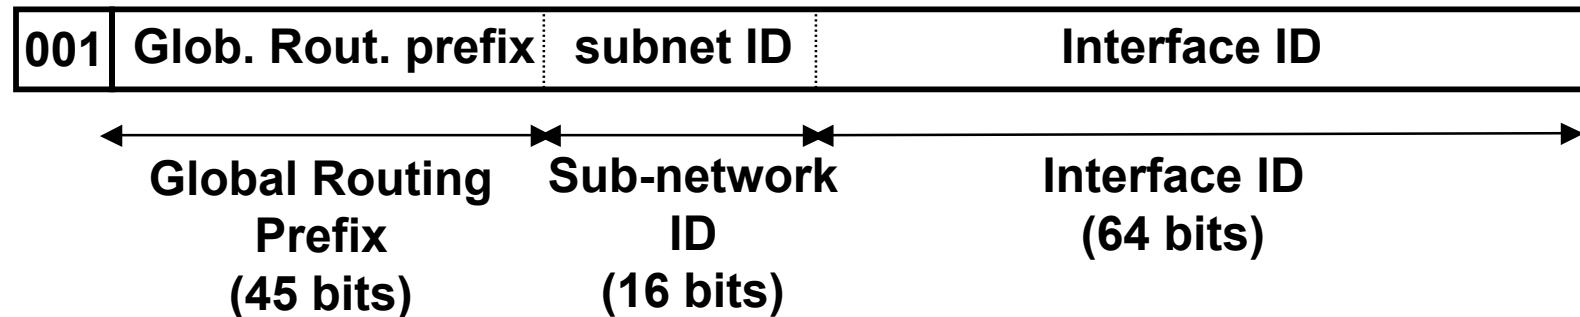 001 Glob. Rout. prefix subnet ID Interface ID
Global Routing Prefix (45 bits)
Sub-network ID (16 bits)
Interface ID (64 bits)